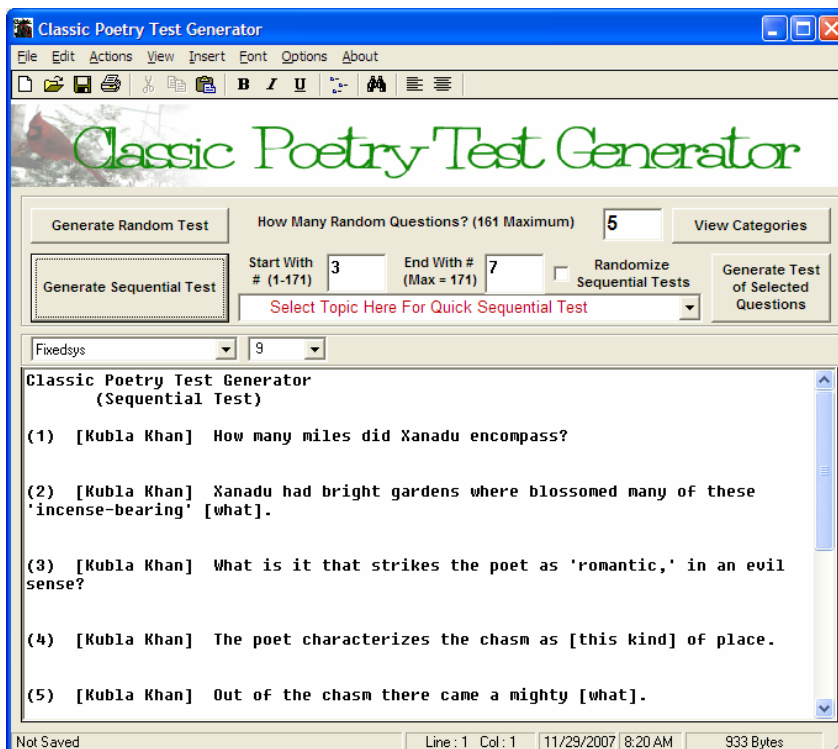 Classic Poetry Test Generator
File Edit Actions View Insert Font Options About
B I U
Classic Poetry Test Generator
Generate Random Test
How Many Random Questions? (161 Maximum)
5
View Categories
Generate Sequential Test
Start With
# (1-171)
3
End With #
(Max = 171)
7
Randomize
Sequential Tests
Generate Test
of Selected
Questions
Select Topic Here For Quick Sequential Test
Fixedsys
9
Classic Poetry Test Generator
(Sequential Test)
(1) [Kubla Khan] How many miles did Xanadu encompass?
(2) [Kubla Khan] Xanadu had bright gardens where blossomed many of these
'incense-bearing' [what].
(3) [Kubla Khan] What is it that strikes the poet as 'romantic,' in an evil
sense?
(4) [Kubla Khan] The poet characterizes the chasm as [this kind] of place.
(5) [Kubla Khan] Out of the chasm there came a mighty [what].
Not Saved
Line : 1 Col : 1
11/29/2007
8:20 AM
933 Bytes